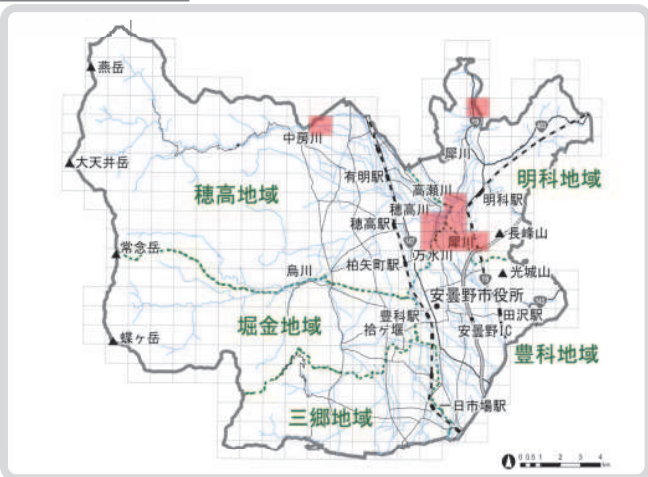 燕岳
中房川
犀川
大天井岳
有明駅
明科地域
高瀬川
明科駅
穂高地域
穂高川
穂高駅
長峰山
犀川
常念岳
万水川
烏川
柏矢町駅
光城山
安曇野市役所
豊科駅
田沢駅
堀金地域
拾ケ堰
安曇野IC
蝶ヶ岳
豊科地域
三郷地域
一日市場駅
0 0.5 1 2 3 4
km